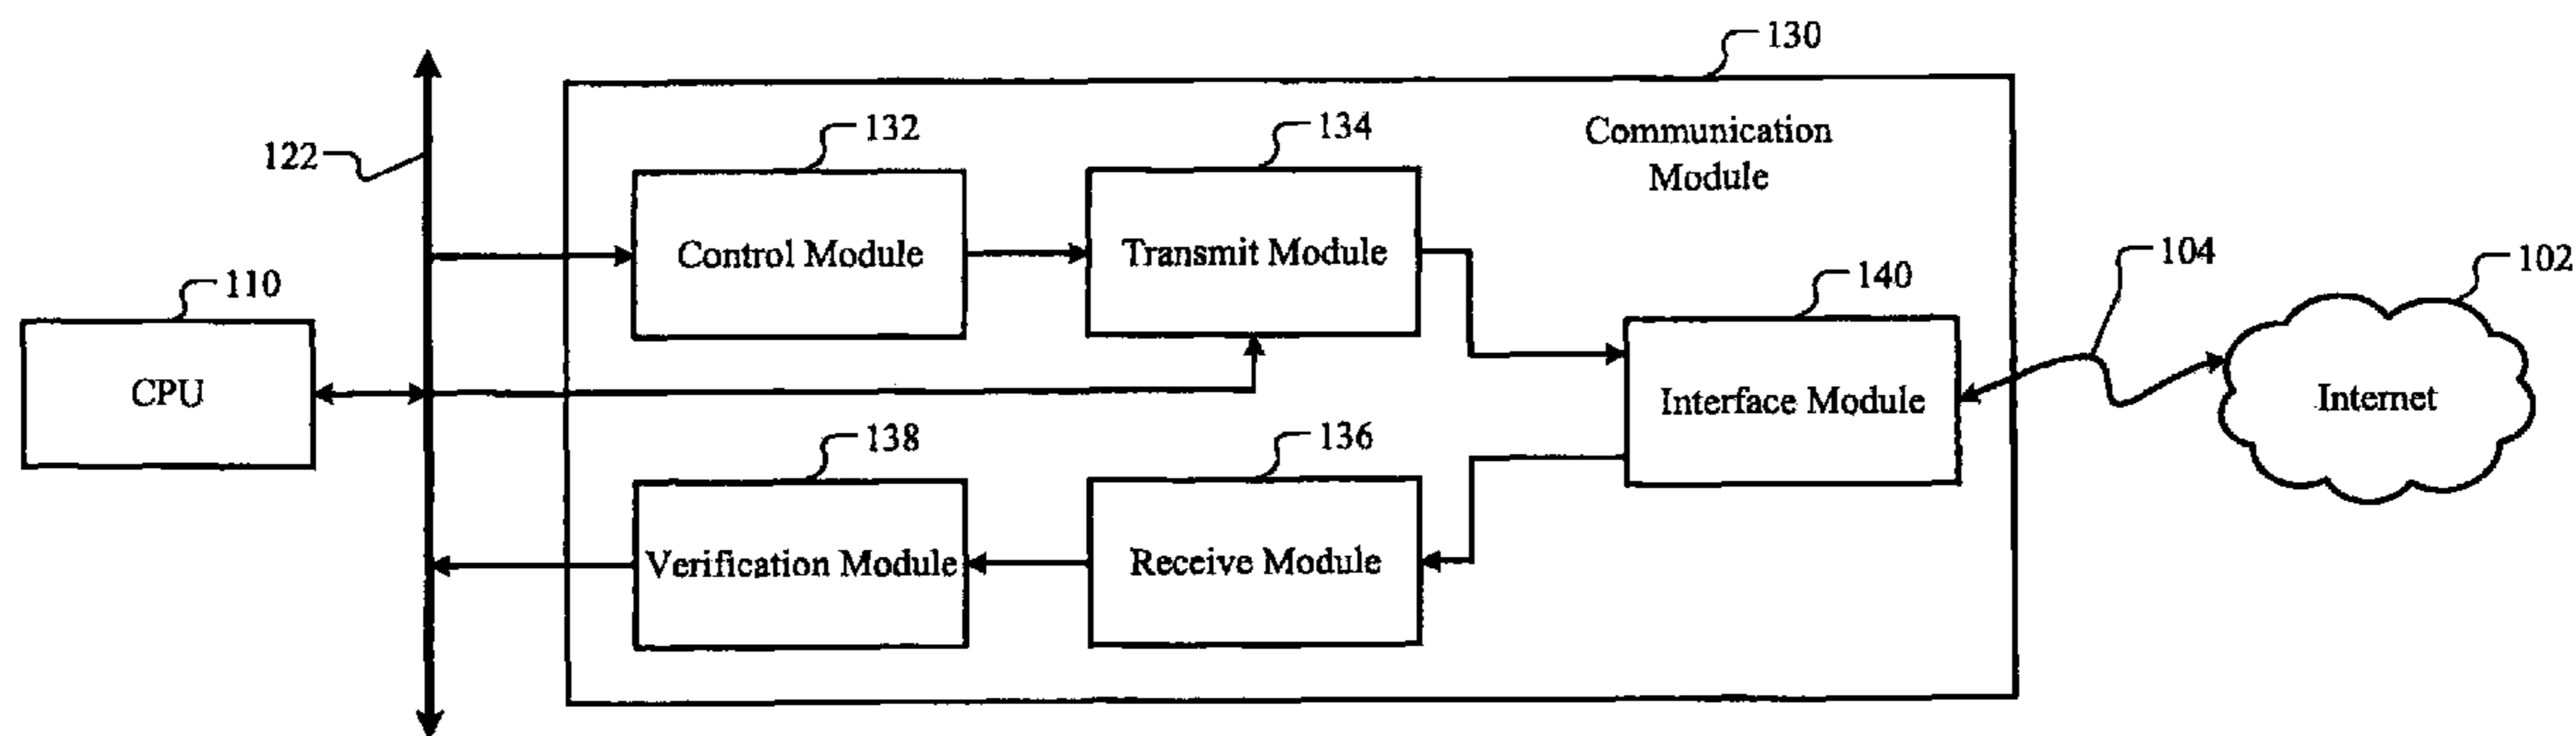 130
132
134
Communication
Module
122
Control Module
Transmit Module
104
102
110
140
CPU
Interface Module
Internet
138
136
Verification Module
Receive Module